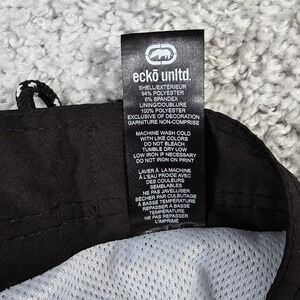 eckō unltd.
SHELL/EXTÉRIEUR
94% POLYESTER
6% SPANDEX
LINING/DOUBLURE
100% POLYESTER
EXCLUSIVE OF DECORATION
GARNITURE NON-COMPRISE
MACHINE WASH COLD
WITH LIKE COLORS
DO NOT BLEACH
TUMBLE DRY LOW
LOW IRON IF NECESSARY
DO NOT IRON ON PRINT
LAVER À LA MACHINE
À L'EAU FROIDE AVEC
DES COULEURS
SEMBLABLES
NE PAS JAVELLISER
SÉCHER PAR CULBUTAGE
À BASSE TEMPÉRATURE
REPASSER À BASSE
TEMPÉRATURE
NE PAS REPASSER
L'IMPRIMÉ